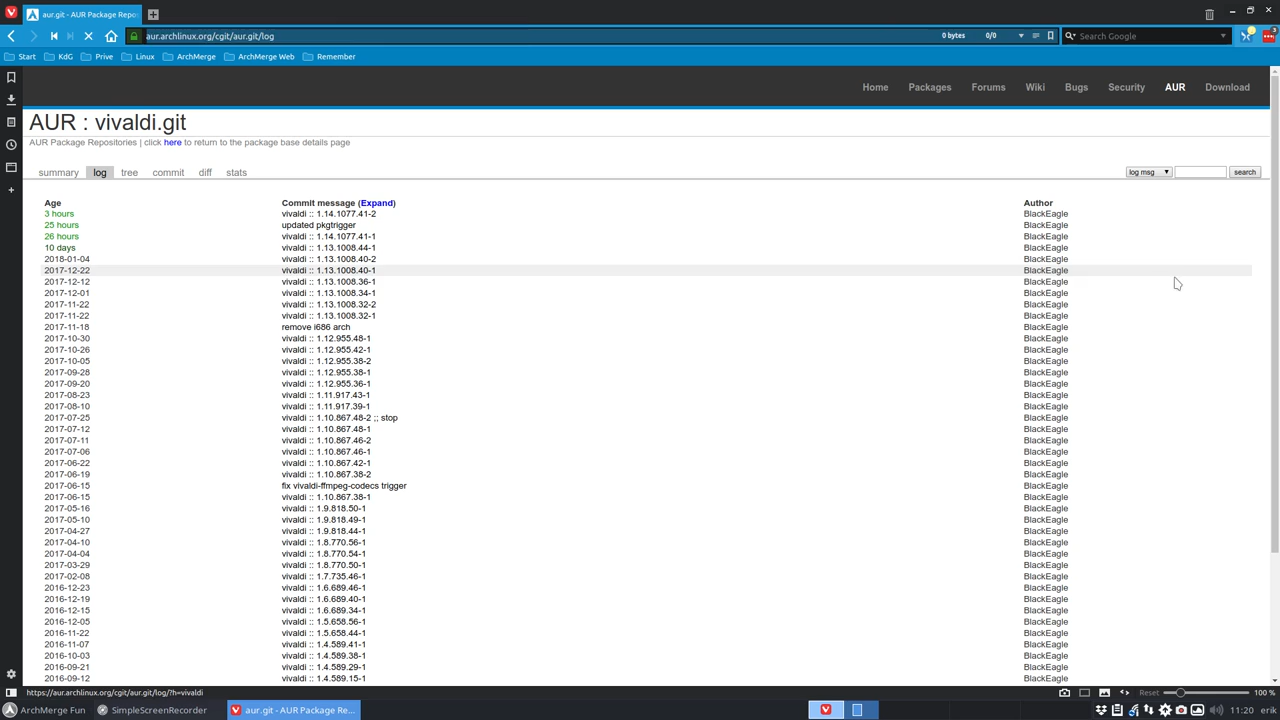 aur.git - AUR Package Repos
aur.archlinux.org/cgit/aur.git/log
0 bytes
0/0
Search Google
3
Start
KdG
Prive
Linux
ArchMerge
ArchMerge Web
Remember
Home
Packages
Forums
Wiki
Bugs
Security
AUR
Download
AUR : vivaldi.git
AUR Package Repositories | click here to return to the package base details page
summary log tree commit diff stats
log msg
search
Age Commit message (Expand) Author
3 hours vivaldi :: 1.14.1077.41-2 BlackEagle
25 hours updated pkgtrigger BlackEagle
26 hours vivaldi :: 1.14.1077.41-1 BlackEagle
10 days vivaldi :: 1.13.1008.44-1 BlackEagle
2018-01-04 vivaldi :: 1.13.1008.40-2 BlackEagle
2017-12-22 vivaldi :: 1.13.1008.40-1 BlackEagle
2017-12-12 vivaldi :: 1.13.1008.36-1 BlackEagle
2017-12-01 vivaldi :: 1.13.1008.34-1 BlackEagle
2017-11-22 vivaldi :: 1.13.1008.32-2 BlackEagle
2017-11-22 vivaldi :: 1.13.1008.32-1 BlackEagle
2017-11-18 remove i686 arch BlackEagle
2017-10-30 vivaldi :: 1.12.955.48-1 BlackEagle
2017-10-26 vivaldi :: 1.12.955.42-1 BlackEagle
2017-10-05 vivaldi :: 1.12.955.38-2 BlackEagle
2017-09-28 vivaldi :: 1.12.955.38-1 BlackEagle
2017-09-20 vivaldi :: 1.12.955.36-1 BlackEagle
2017-08-23 vivaldi :: 1.11.917.43-1 BlackEagle
2017-08-10 vivaldi :: 1.11.917.39-1 BlackEagle
2017-07-25 vivaldi :: 1.10.867.48-2 ;; stop BlackEagle
2017-07-12 vivaldi :: 1.10.867.48-1 BlackEagle
2017-07-11 vivaldi :: 1.10.867.46-2 BlackEagle
2017-07-06 vivaldi :: 1.10.867.46-1 BlackEagle
2017-06-22 vivaldi :: 1.10.867.42-1 BlackEagle
2017-06-19 vivaldi :: 1.10.867.38-2 BlackEagle
2017-06-15 fix vivaldi-ffmpeg-codecs trigger BlackEagle
2017-06-15 vivaldi :: 1.10.867.38-1 BlackEagle
2017-05-16 vivaldi :: 1.9.818.50-1 BlackEagle
2017-05-10 vivaldi :: 1.9.818.49-1 BlackEagle
2017-04-27 vivaldi :: 1.9.818.44-1 BlackEagle
2017-04-10 vivaldi :: 1.8.770.56-1 BlackEagle
2017-04-04 vivaldi :: 1.8.770.54-1 BlackEagle
2017-03-29 vivaldi :: 1.8.770.50-1 BlackEagle
2017-02-08 vivaldi :: 1.7.735.46-1 BlackEagle
2016-12-23 vivaldi :: 1.6.689.46-1 BlackEagle
2016-12-19 vivaldi :: 1.6.689.40-1 BlackEagle
2016-12-15 vivaldi :: 1.6.689.34-1 BlackEagle
2016-12-05 vivaldi :: 1.5.658.56-1 BlackEagle
2016-11-22 vivaldi :: 1.5.658.44-1 BlackEagle
2016-11-07 vivaldi :: 1.4.589.41-1 BlackEagle
2016-10-03 vivaldi :: 1.4.589.38-1 BlackEagle
2016-09-21 vivaldi :: 1.4.589.29-1 BlackEagle
2016-09-12 vivaldi :: 1.4.589.15-1 BlackEagle
https://aur.archlinux.org/cgit/aur.git/log/?h=vivaldi
Reset
100 %
ArchMerge Fun
SimpleScreenRecorder
aur.git - AUR Package Re...
11:20 erik